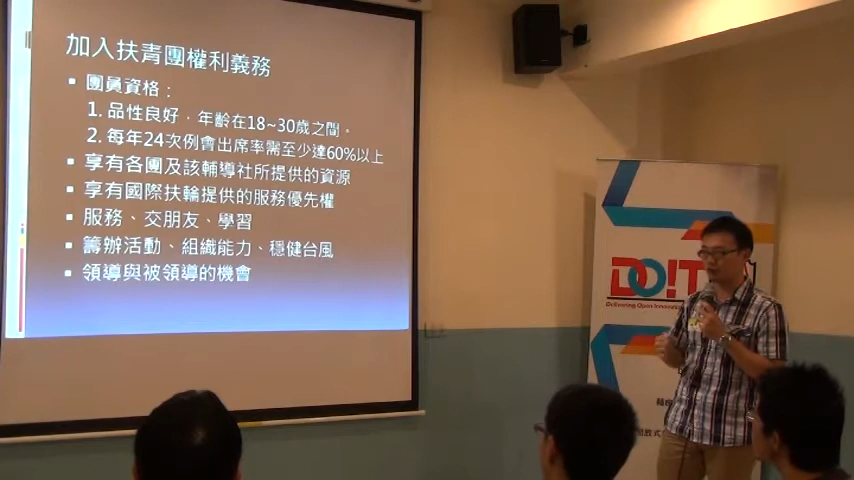 加入扶青團權利義務
▪ 團員資格：
1. 品性良好，年齡在18~30歲之間。
2. 每年24次例會出席率需至少達60%以上
▪ 享有各團及該輔導社所提供的資源
▪ 享有國際扶輪提供的服務優先權
▪ 服務、交朋友、學習
▪ 籌辦活動、組織能力、穩健台風
▪ 領導與被領導的機會
DO!T
Delivering Open Innovati